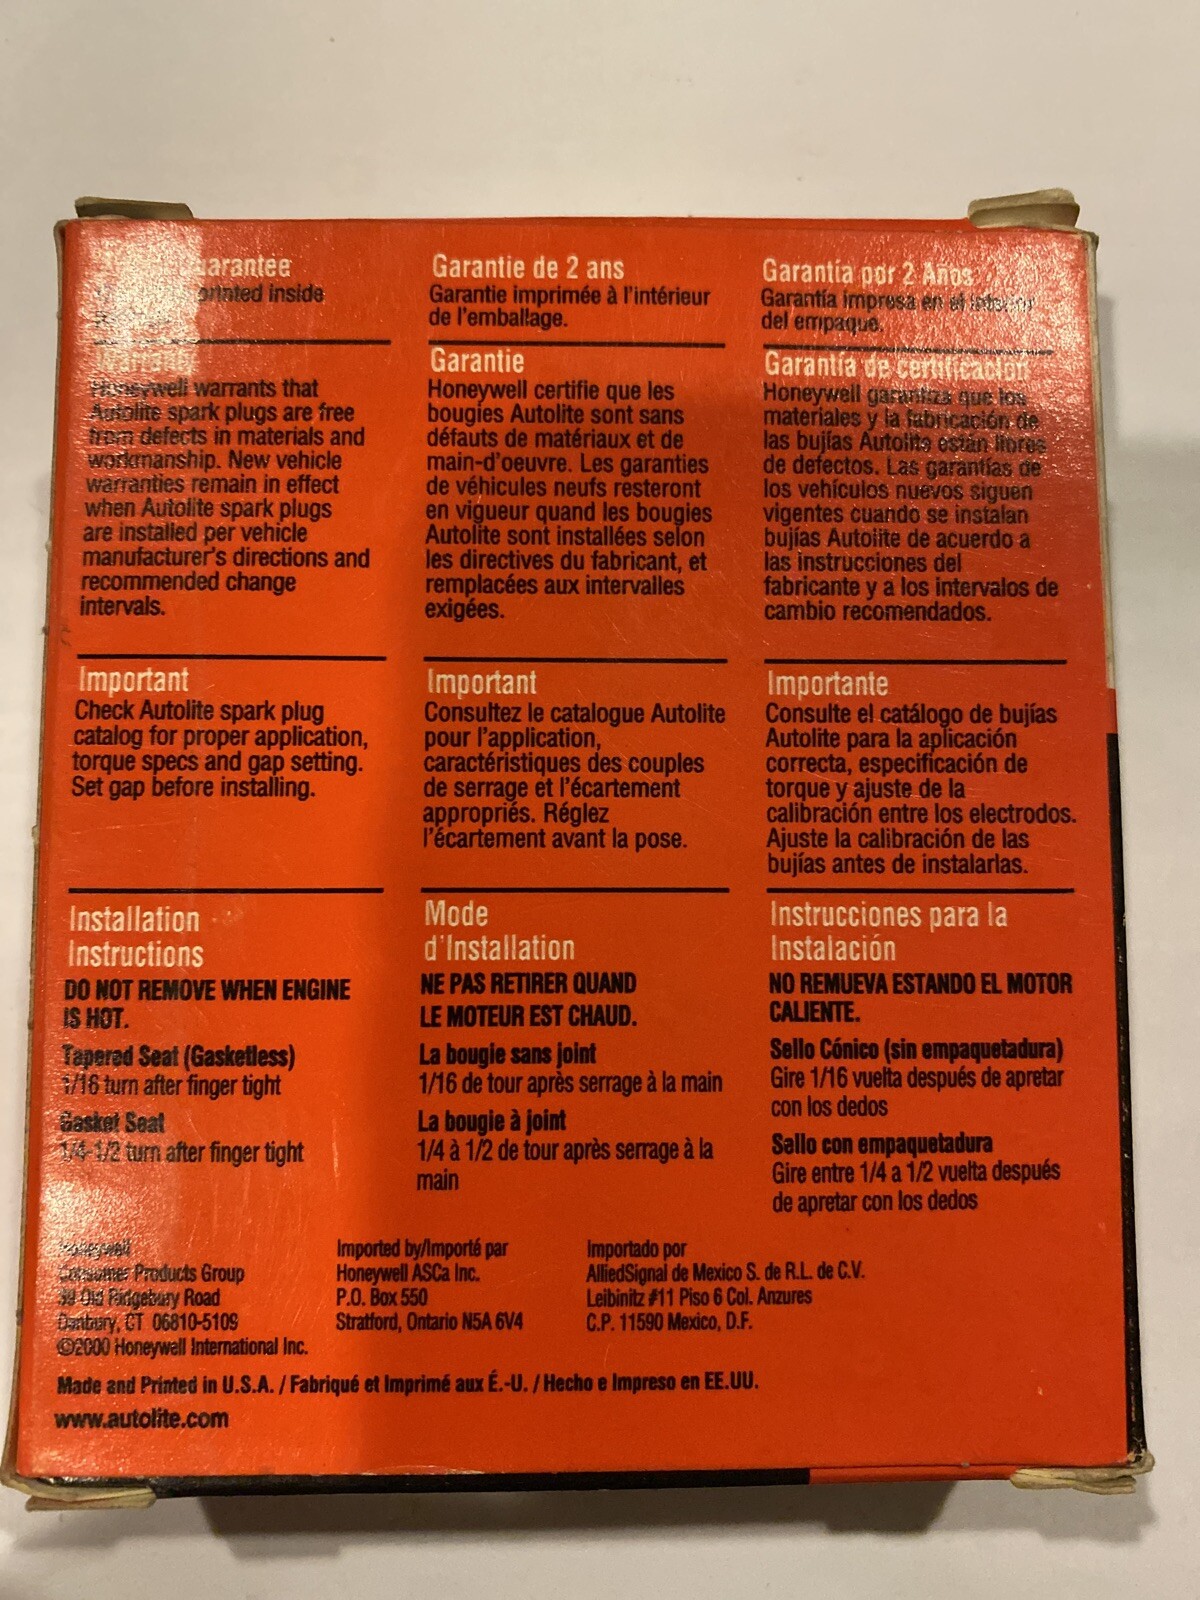 Guarantee
printed inside
Warranty
Honeywell warrants that
Autolite spark plugs are free
from defects in materials and
workmanship. New vehicle
warranties remain in effect
when Autolite spark plugs
are installed per vehicle
manufacturer's directions and
recommended change
intervals.
Important
Check Autolite spark plug
catalog for proper application,
torque specs and gap setting.
Set gap before installing.
Installation
Instructions
DO NOT REMOVE WHEN ENGINE
IS HOT.
Tapered Seat (Gasketless)
1/16 turn after finger tight
Gasket Seat
1/4-1/2 turn after finger tight
Garantie de 2 ans
Garantie imprimée à l'intérieur
de l'emballage.
Garantie
Honeywell certifie que les
bougies Autolite sont sans
défauts de matériaux et de
main-d'oeuvre. Les garanties
de véhicules neufs resteront
en vigueur quand les bougies
Autolite sont installées selon
les directives du fabricant, et
remplacées aux intervalles
exigées.
Important
Consultez le catalogue Autolite
pour l'application,
caractéristiques des couples
de serrage et l'écartement
appropriés. Réglez
l'écartement avant la pose.
Mode
d'Installation
NE PAS RETIRER QUAND
LE MOTEUR EST CHAUD.
La bougie sans joint
1/16 de tour après serrage à la main
La bougie à joint
1/4 à 1/2 de tour après serrage à la
main
Garantía por 2 Años
Garantía impresa en el interior
del empaque.
Garantía de certificación
Honeywell garantiza que los
materiales y la fabricación de
las bujías Autolite están libres
de defectos. Las garantías de
los vehículos nuevos siguen
vigentes cuando se instalan
bujías Autolite de acuerdo a
las instrucciones del
fabricante y a los intervalos de
cambio recomendados.
Importante
Consulte el catálogo de bujías
Autolite para la aplicación
correcta, especificación de
torque y ajuste de la
calibración entre los electrodos.
Ajuste la calibración de las
bujías antes de instalarlas.
Instrucciones para la
Instalación
NO REMUEVA ESTANDO EL MOTOR
CALIENTE.
Sello Cónico (sin empaquetadura)
Gire 1/16 vuelta después de apretar
con los dedos
Sello con empaquetadura
Gire entre 1/4 a 1/2 vuelta después
de apretar con los dedos
Honeywell
Consumer Products Group
39 Old Ridgebury Road
Danbury, CT 06810-5109
©2000 Honeywell International Inc.
Imported by/Importé par
Honeywell ASCa Inc.
P.O. Box 550
Stratford, Ontario N5A 6V4
Importado por
AlliedSignal de Mexico S. de R.L. de C.V.
Leibinitz #11 Piso 6 Col. Anzures
C.P. 11590 Mexico, D.F.
Made and Printed in U.S.A. / Fabriqué et Imprimé aux É.-U. / Hecho e Impreso en EE.UU.
www.autolite.com